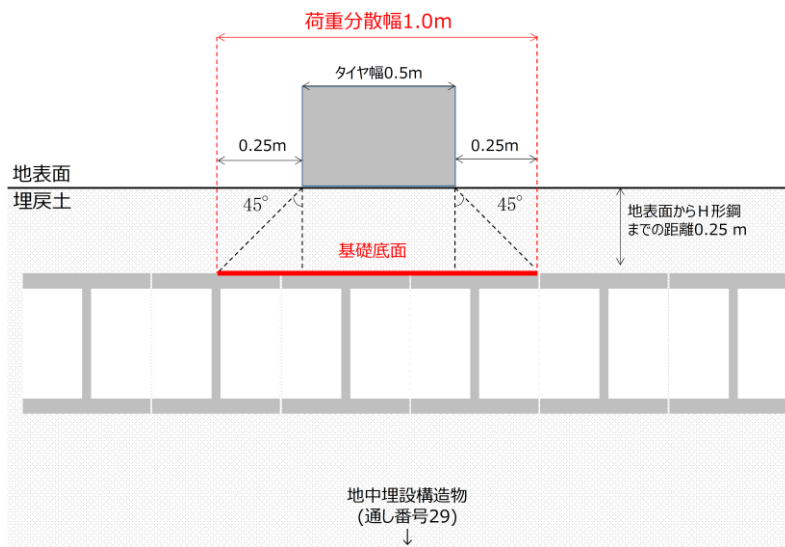 荷重分散幅1.0m
タイヤ幅0.5m
0.25m
0.25m
地表面
埋戻土
45°
45°
地表面からH形鋼
までの距離0.25 m
基礎底面
地中埋設構造物
(通し番号29)